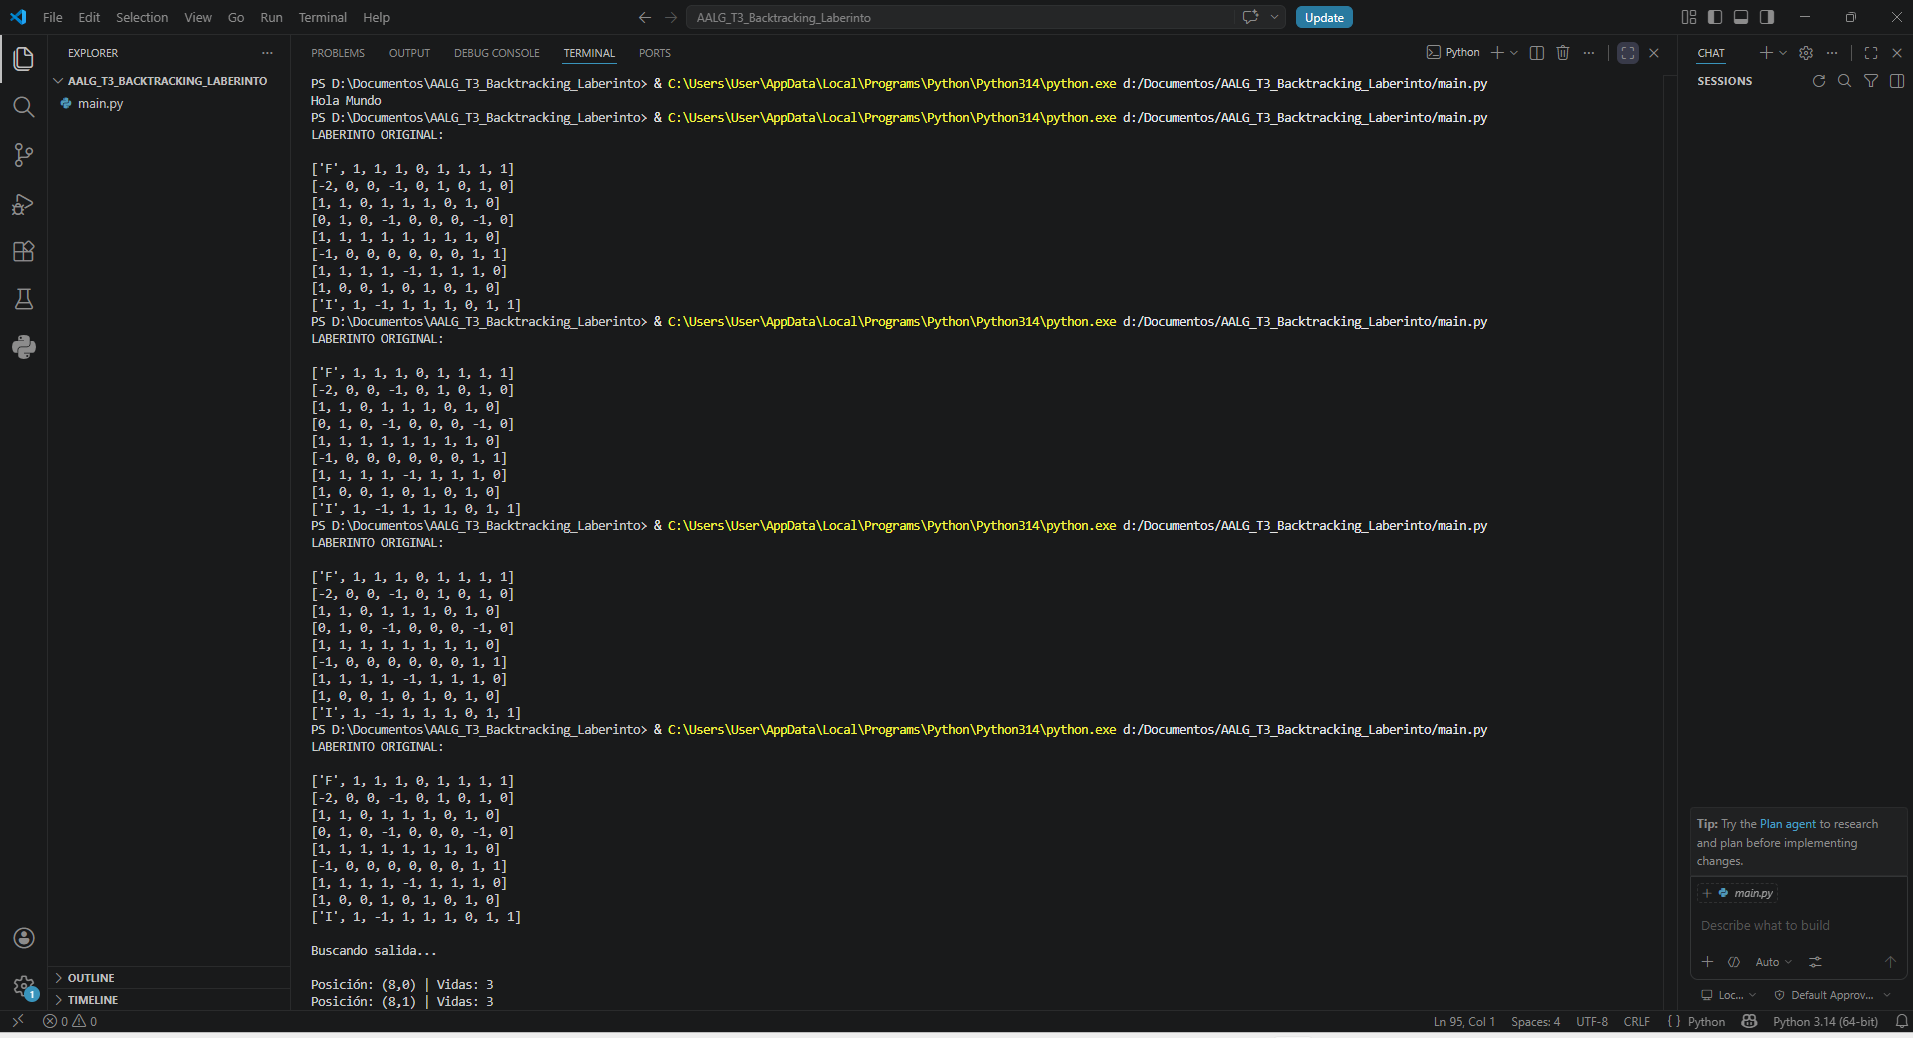 File Edit Selection View Go Run Terminal Help
AALG_T3_Backtracking_Laberinto
Update
EXPLORER
AALG_T3_BACKTRACKING_LABERINTO
main.py
OUTLINE
TIMELINE
PROBLEMS OUTPUT DEBUG CONSOLE TERMINAL PORTS
Python
PS D:\Documentos\AALG_T3_Backtracking_Laberinto> & C:\Users\User\AppData\Local\Programs\Python\Python314\python.exe d:/Documentos/AALG_T3_Backtracking_Laberinto/main.py
Hola Mundo
PS D:\Documentos\AALG_T3_Backtracking_Laberinto> & C:\Users\User\AppData\Local\Programs\Python\Python314\python.exe d:/Documentos/AALG_T3_Backtracking_Laberinto/main.py
LABERINTO ORIGINAL:
['F', 1, 1, 1, 0, 1, 1, 1, 1]
[-2, 0, 0, -1, 0, 1, 0, 1, 0]
[1, 1, 0, 1, 1, 1, 0, 1, 0]
[0, 1, 0, -1, 0, 0, 0, -1, 0]
[1, 1, 1, 1, 1, 1, 1, 1, 0]
[-1, 0, 0, 0, 0, 0, 0, 1, 1]
[1, 1, 1, 1, -1, 1, 1, 1, 0]
[1, 0, 0, 1, 0, 1, 0, 1, 0]
['I', 1, -1, 1, 1, 1, 0, 1, 1]
PS D:\Documentos\AALG_T3_Backtracking_Laberinto> & C:\Users\User\AppData\Local\Programs\Python\Python314\python.exe d:/Documentos/AALG_T3_Backtracking_Laberinto/main.py
LABERINTO ORIGINAL:
['F', 1, 1, 1, 0, 1, 1, 1, 1]
[-2, 0, 0, -1, 0, 1, 0, 1, 0]
[1, 1, 0, 1, 1, 1, 0, 1, 0]
[0, 1, 0, -1, 0, 0, 0, -1, 0]
[1, 1, 1, 1, 1, 1, 1, 1, 0]
[-1, 0, 0, 0, 0, 0, 0, 1, 1]
[1, 1, 1, 1, -1, 1, 1, 1, 0]
[1, 0, 0, 1, 0, 1, 0, 1, 0]
['I', 1, -1, 1, 1, 1, 0, 1, 1]
PS D:\Documentos\AALG_T3_Backtracking_Laberinto> & C:\Users\User\AppData\Local\Programs\Python\Python314\python.exe d:/Documentos/AALG_T3_Backtracking_Laberinto/main.py
LABERINTO ORIGINAL:
['F', 1, 1, 1, 0, 1, 1, 1, 1]
[-2, 0, 0, -1, 0, 1, 0, 1, 0]
[1, 1, 0, 1, 1, 1, 0, 1, 0]
[0, 1, 0, -1, 0, 0, 0, -1, 0]
[1, 1, 1, 1, 1, 1, 1, 1, 0]
[-1, 0, 0, 0, 0, 0, 0, 1, 1]
[1, 1, 1, 1, -1, 1, 1, 1, 0]
[1, 0, 0, 1, 0, 1, 0, 1, 0]
['I', 1, -1, 1, 1, 1, 0, 1, 1]
PS D:\Documentos\AALG_T3_Backtracking_Laberinto> & C:\Users\User\AppData\Local\Programs\Python\Python314\python.exe d:/Documentos/AALG_T3_Backtracking_Laberinto/main.py
LABERINTO ORIGINAL:
['F', 1, 1, 1, 0, 1, 1, 1, 1]
[-2, 0, 0, -1, 0, 1, 0, 1, 0]
[1, 1, 0, 1, 1, 1, 0, 1, 0]
[0, 1, 0, -1, 0, 0, 0, -1, 0]
[1, 1, 1, 1, 1, 1, 1, 1, 0]
[-1, 0, 0, 0, 0, 0, 0, 1, 1]
[1, 1, 1, 1, -1, 1, 1, 1, 0]
[1, 0, 0, 1, 0, 1, 0, 1, 0]
['I', 1, -1, 1, 1, 1, 0, 1, 1]
Buscando salida...
Posición: (8,0) | Vidas: 3
Posición: (8,1) | Vidas: 3
CHAT
SESSIONS
Tip: Try the Plan agent to research
and plan before implementing
changes.
main.py
Describe what to build
Auto
Loc... Default Approv...
1
0 0
Ln 95, Col 1 Spaces: 4 UTF-8 CRLF { } Python Python 3.14 (64-bit)